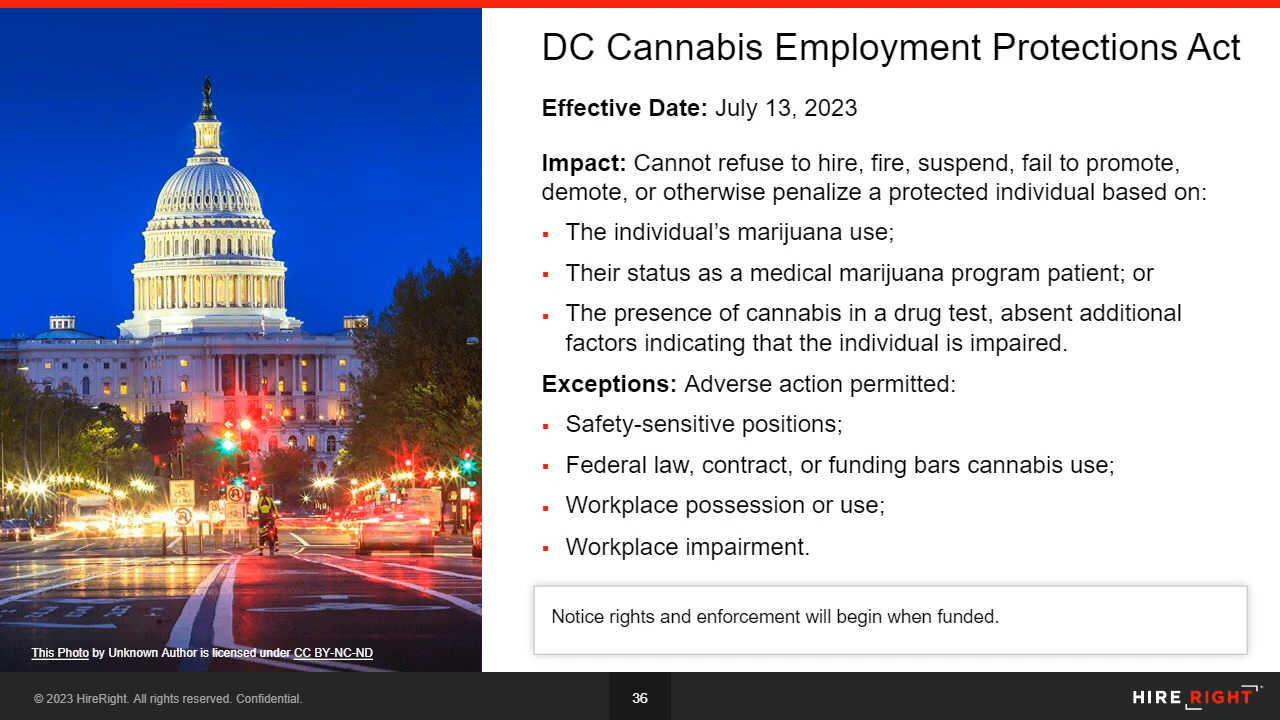 DC Cannabis Employment Protections Act
Effective Date: July 13, 2023
Impact: Cannot refuse to hire, fire, suspend, fail to promote,
demote, or otherwise penalize a protected individual based on:
▪ The individual’s marijuana use;
▪ Their status as a medical marijuana program patient; or
▪ The presence of cannabis in a drug test, absent additional
factors indicating that the individual is impaired.
Exceptions: Adverse action permitted:
▪ Safety-sensitive positions;
▪ Federal law, contract, or funding bars cannabis use;
▪ Workplace possession or use;
▪ Workplace impairment.
Notice rights and enforcement will begin when funded.
This Photo by Unknown Author is licensed under CC BY-NC-ND
© 2023 HireRight. All rights reserved. Confidential.
36
HIRE RIGHT